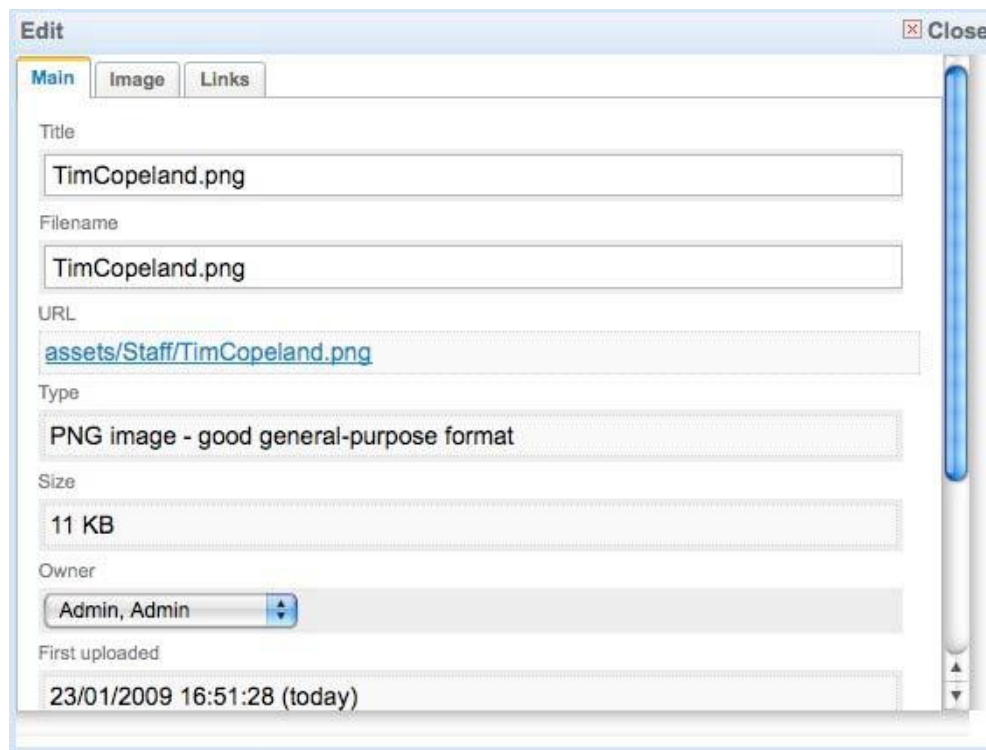 Edit
Close
Main Image Links
Title
TimCopeland.png
Filename
TimCopeland.png
URL
assets/Staff/TimCopeland.png
Type
PNG image - good general-purpose format
Size
11 KB
Owner
Admin, Admin
First uploaded
23/01/2009 16:51:28 (today)